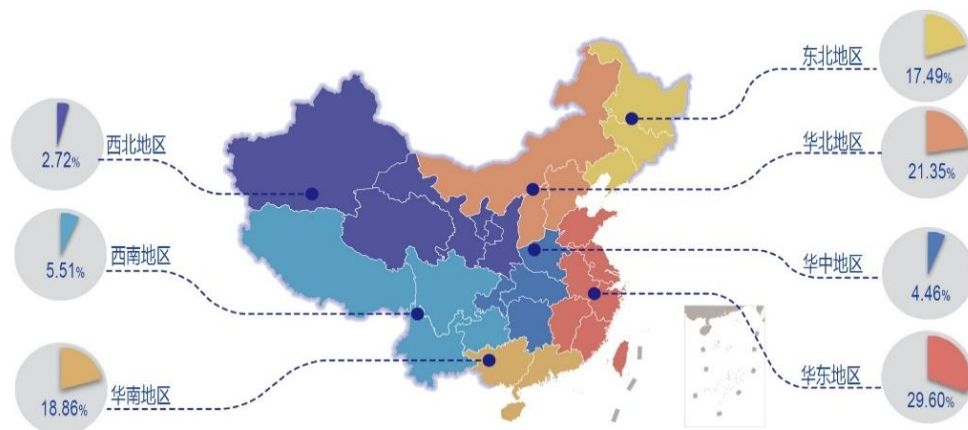 东北地区
17.49%
西北地区
2.72%
华北地区
21.35%
西南地区
5.51%
华中地区
4.46%
华南地区
18.86%
华东地区
29.60%